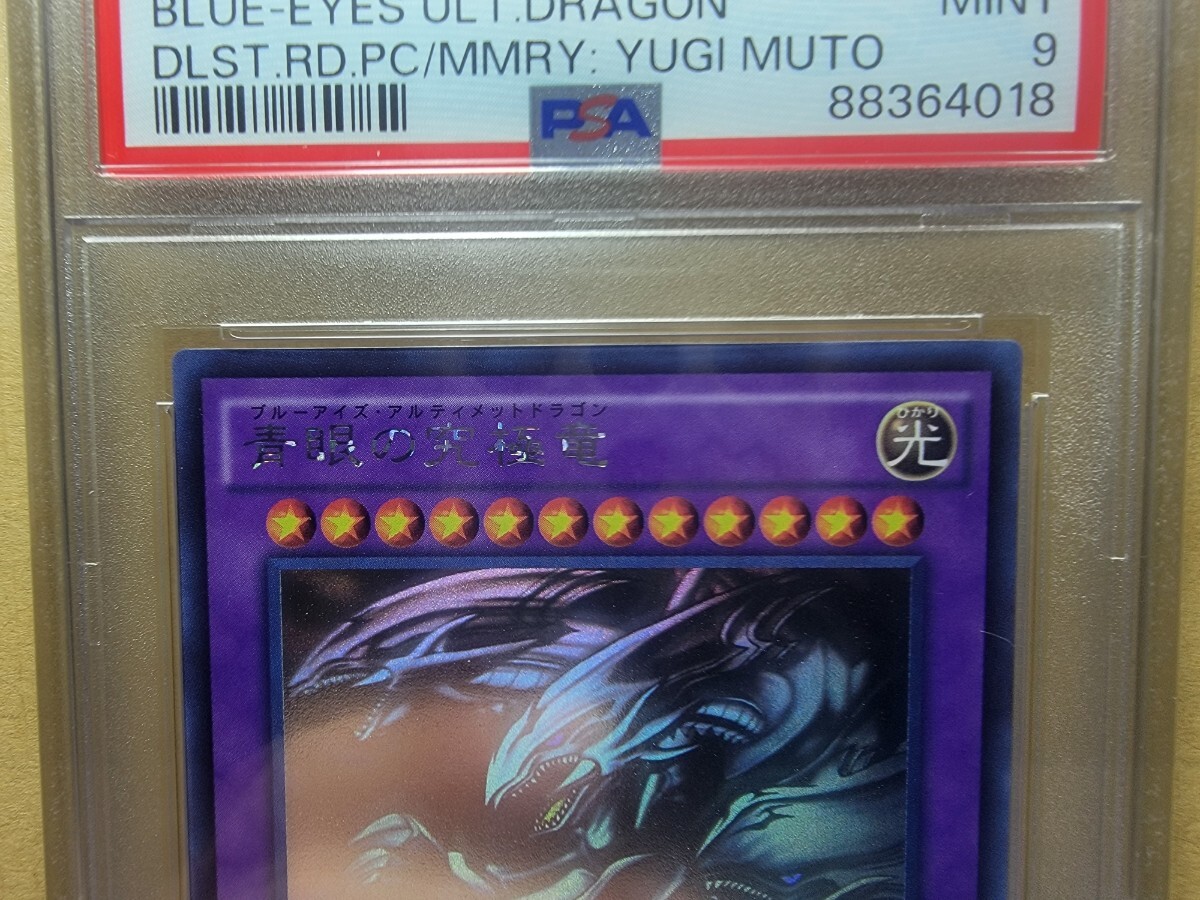 BLUE-EYES ULT.DRAGON MINT
DLST.RD.PC/MMRY: YUGI MUTO 9
PSA 88364018
ブルーアイズ・アルティメットドラゴン
青眼の究極竜
ひかり
光